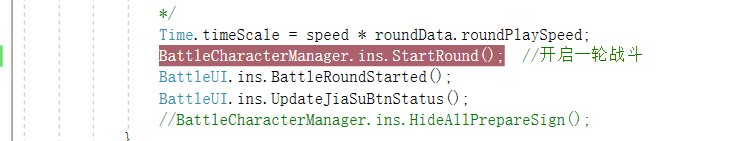 */
Time.timeScale = speed * roundData.roundPlaySpeed;
BattleCharacterManager.ins.StartRound();  //开启一轮战斗
BattleUI.ins.BattleRoundStarted();
BattleUI.ins.UpdateJiaSuBtnStatus();
//BattleCharacterManager.ins.HideAllPrepareSign();
}